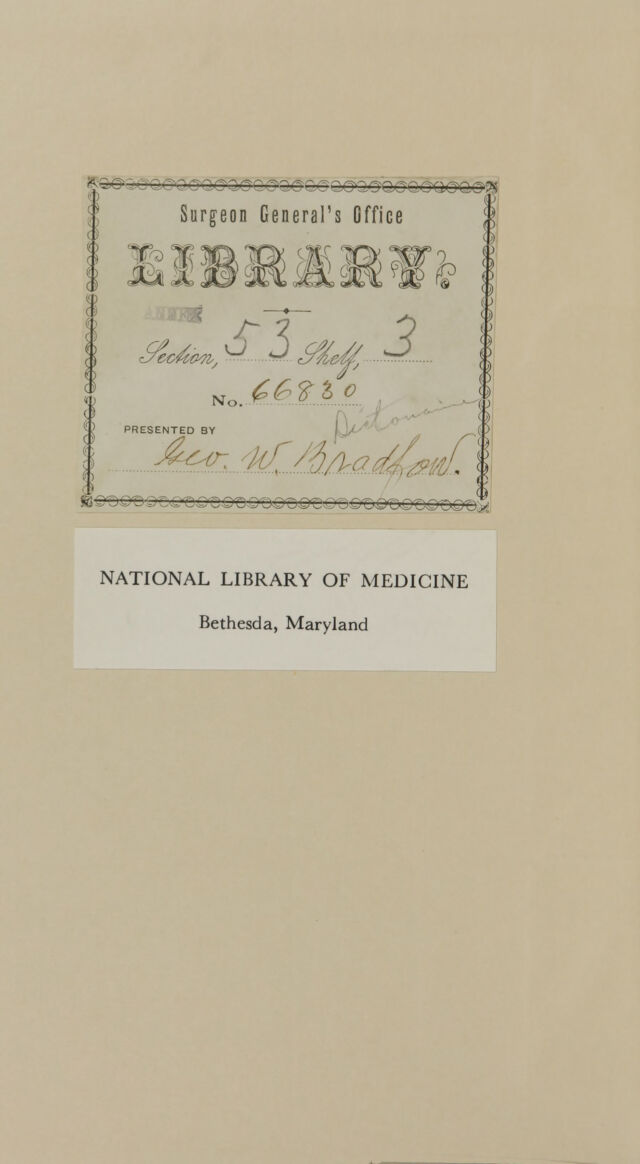 Surgeon General's Office
LIBRARY.
ANNEX
Section, 53 Shelf, 3
No. 66830
PRESENTED BY
Geo. W.
NATIONAL LIBRARY OF MEDICINE
Bethesda, Maryland